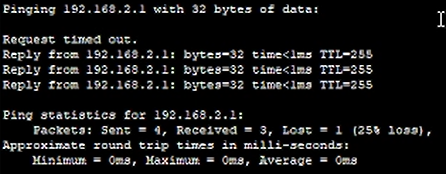 Pinging 192.168.2.1 with 32 bytes of data:
Request timed out.
Reply from 192.168.2.1: bytes=32 time<1ms TTL=255
Reply from 192.168.2.1: bytes=32 time<1ms TTL=255
Reply from 192.168.2.1: bytes=32 time<1ms TTL=255
Ping statistics for 192.168.2.1:
Packets: Sent = 4, Received = 3, Lost = 1 (25% loss),
Approximate round trip times in milli-seconds:
Minimum = 0ms, Maximum = 0ms, Average = 0ms